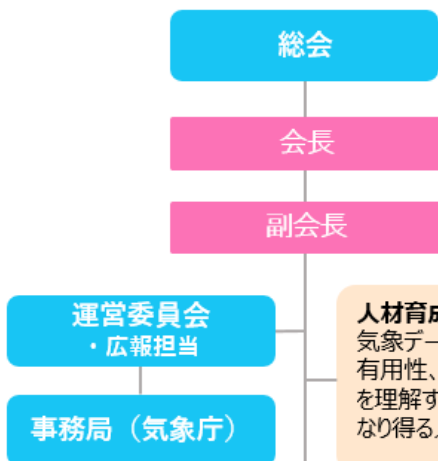 総会
会長
副会長
運営委員会
・広報担当
事務局（気象庁）
人材育成
気象デー
有用性、
を理解す
なり得る